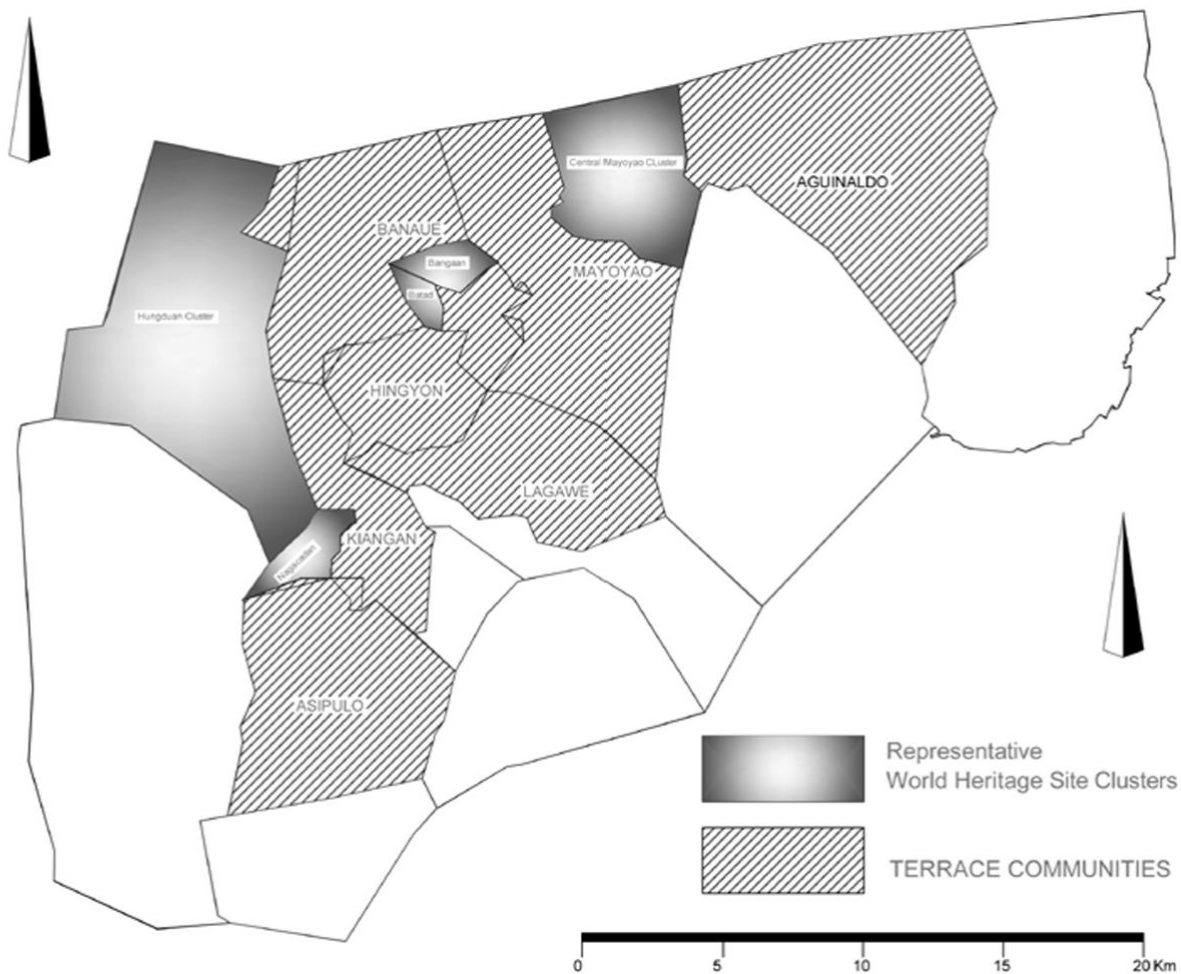 Central Mayoyao CLuster
AGUINALDO
BANAUE
Bangaan
MAYOYAO
Batad
Hungduan Cluster
HINGYON
LAGAWE
KIANGAN
Nagacadan
ASIPULO
Representative
World Heritage Site Clusters
TERRACE COMMUNITIES
0 5 10 15 20 Km